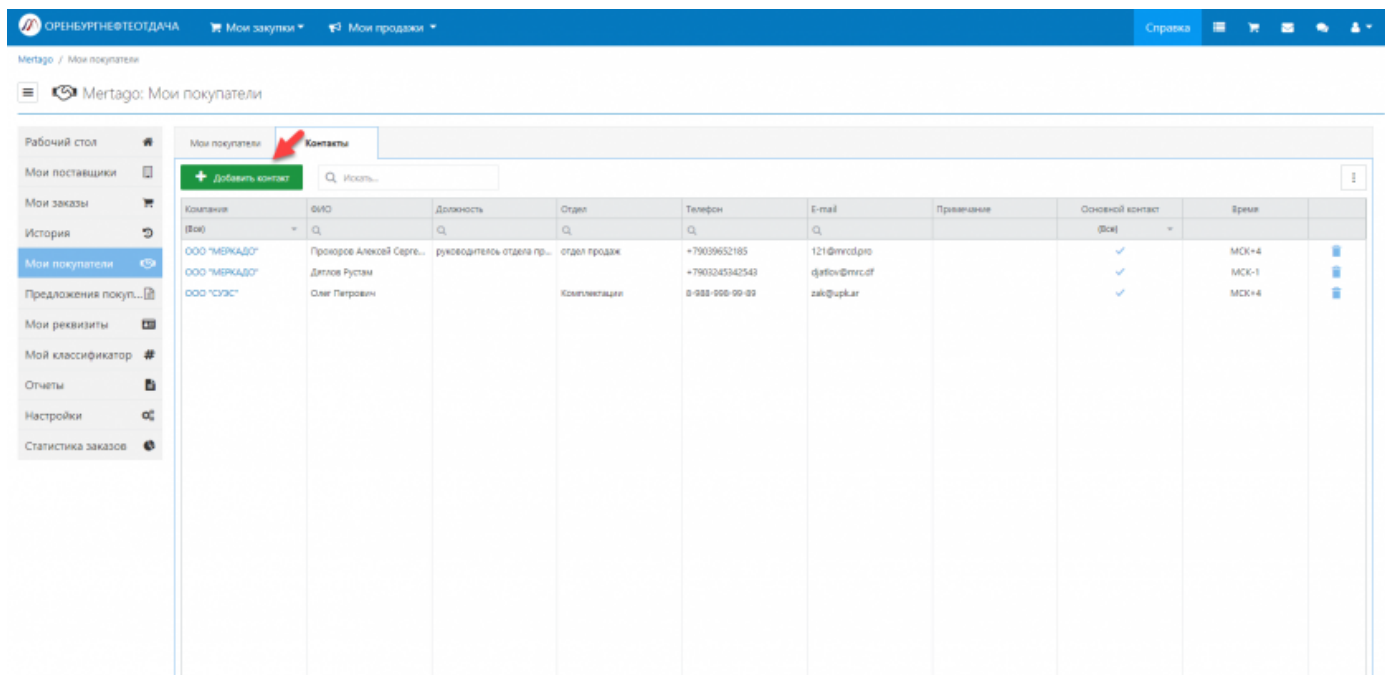 ОРЕНБУРГНЕФТЕОТДАЧА Мои закупки Мои продажи Справка
Mertago / Мои покупатели
Mertago: Мои покупатели
Рабочий стол
Мои поставщики
Мои заказы
История
Мои покупатели
Предложения покуп...
Мои реквизиты
Мой классификатор
Отчеты
Настройки
Статистика заказов
Мои покупатели Контакты
Добавить контакт Искать...
Компания ФИО Должность Отдел Телефон E-mail Примечание Основной контакт Время
(Все) (Все)
ООО "МЕРКАДО" Прохоров Алексей Серге... руководитель отдела пр... отдел продаж +79039652185 121@mrcd.pro МСК+4
ООО "МЕРКАДО" Дятлов Рустам +7903245342543 djatlov@mrc.df МСК-1
ООО "СУЭС" Олег Петрович Комплектации 8-988-998-99-89 zak@upk.ar МСК+4